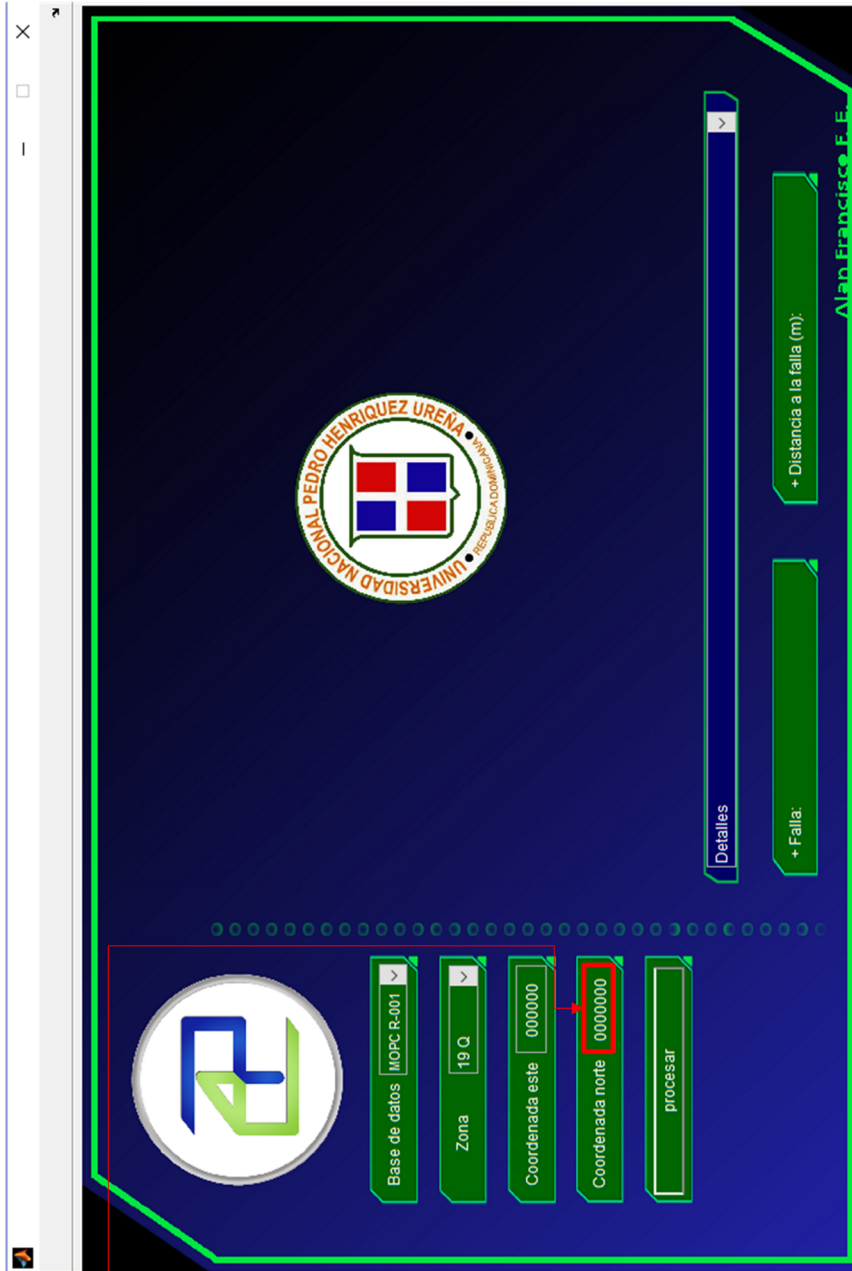 Base de datos MOPC R-001
Zona 19 Q
Coordenada este 000000
Coordenada norte 0000000
procesar
UNIVERSIDAD NACIONAL PEDRO HENRIQUEZ UREÑA
REPUBLICA DOMINICANA
Detalles
+ Falla:
+ Distancia a la falla (m):
Alan Francisco F. E.